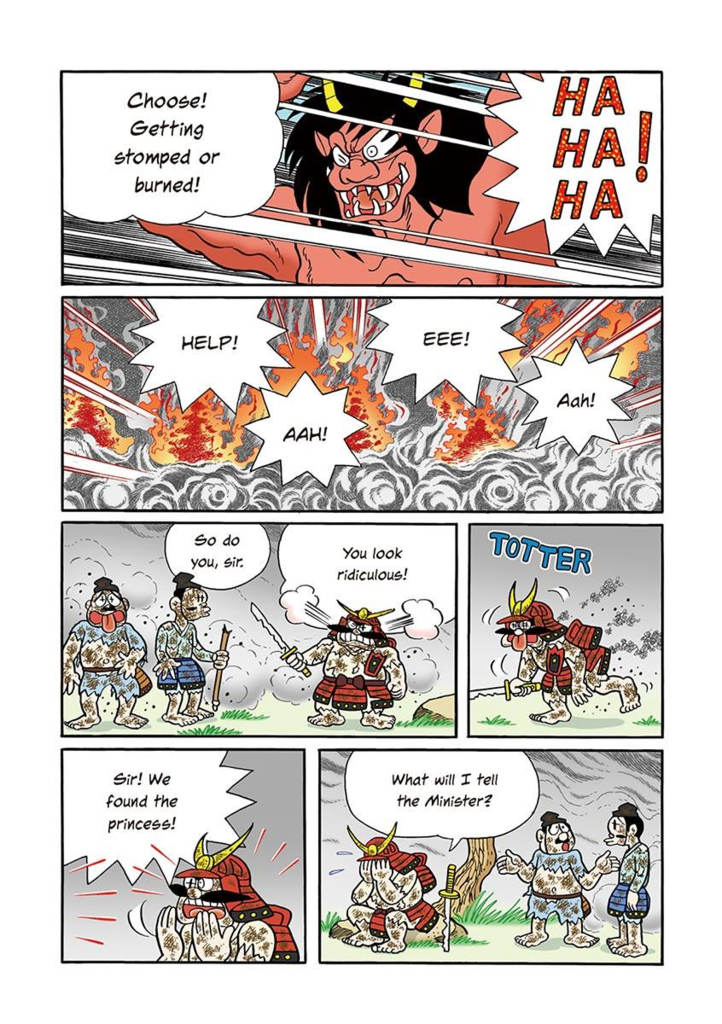 Choose!
Getting
stomped or
burned!
HA
HA
HA!
HELP!
AAH!
EEE!
Aah!
You look
ridiculous!
So do
you, sir.
TOTTER
Sir! We
found the
princess!
What will I tell
the Minister?